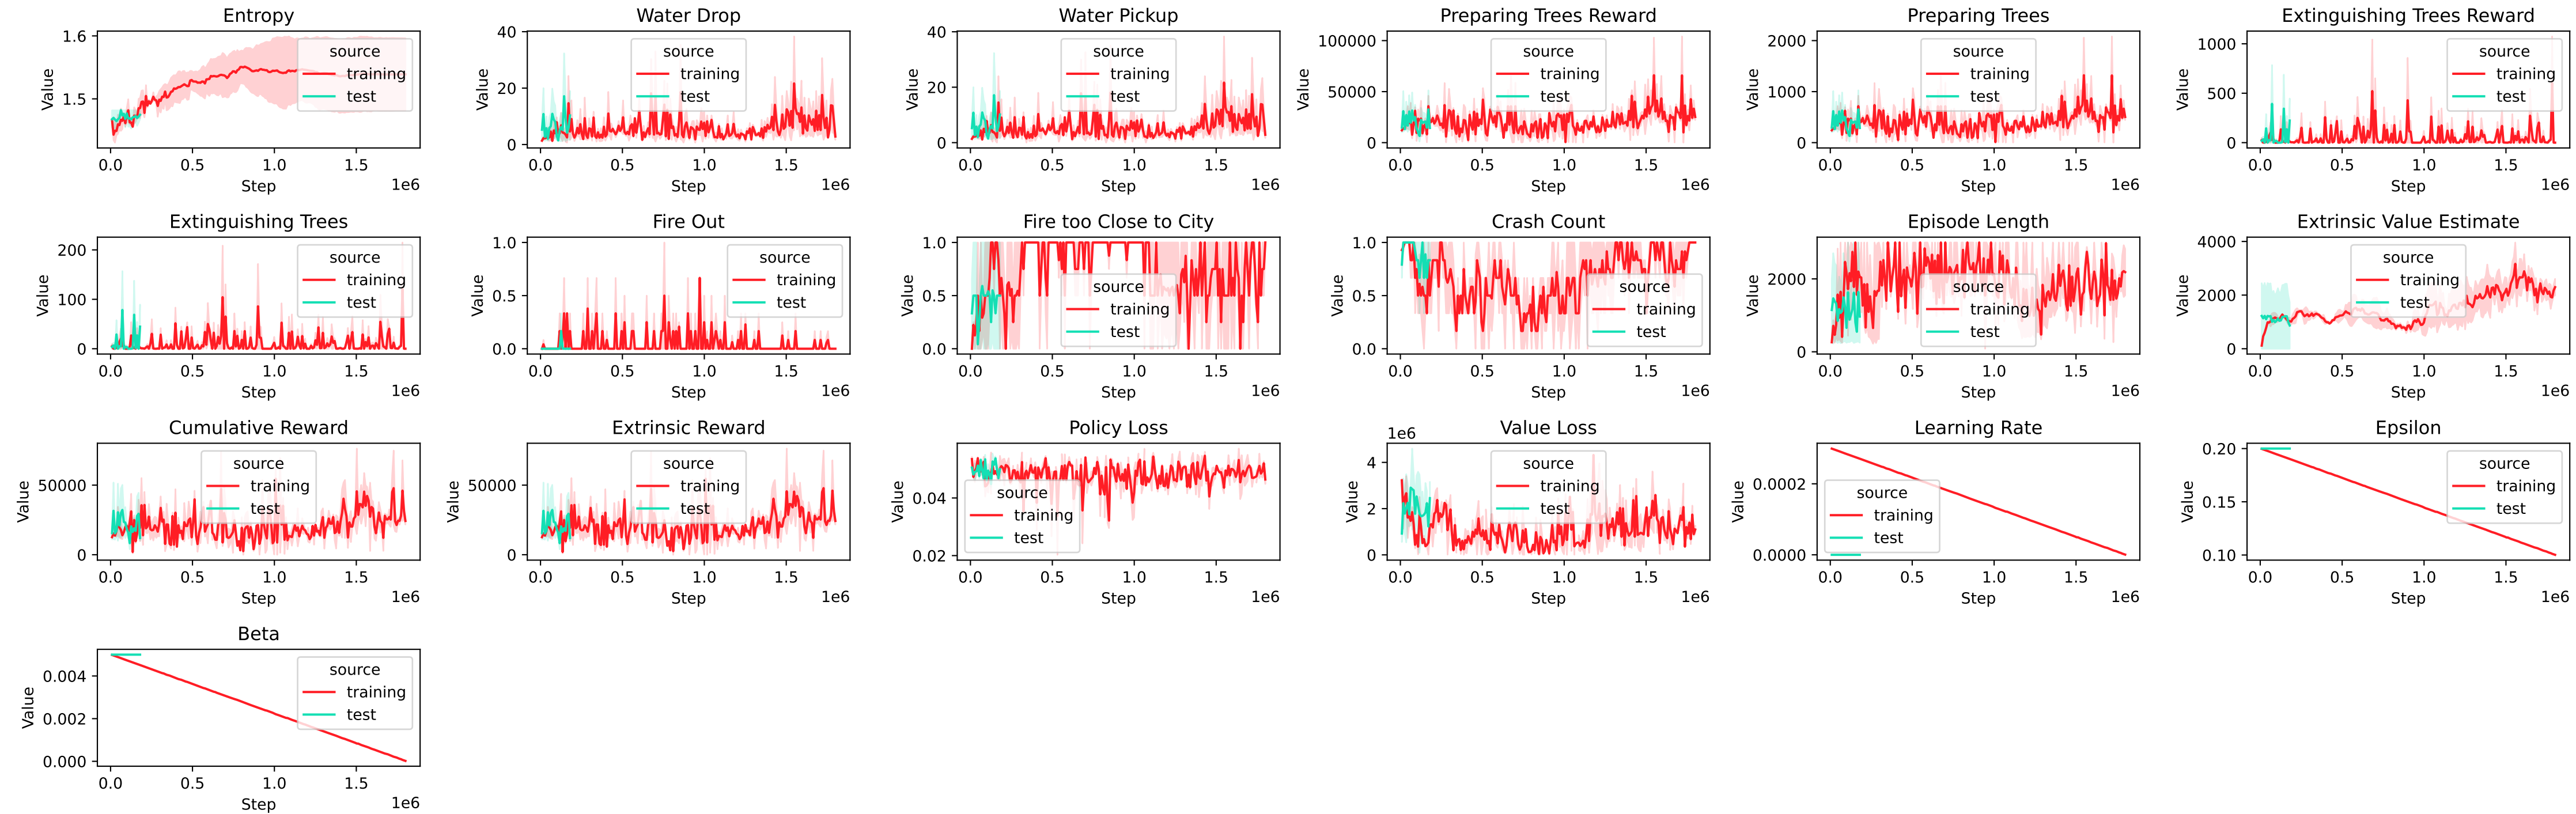 Entropy
Value
1.6
1.5
source
training
test
0.0 0.5 1.0 1.5
Step
1e6
Water Drop
Value
40
20
0
source
training
test
0.0 0.5 1.0 1.5
Step
1e6
Water Pickup
Value
40
20
0
source
training
test
0.0 0.5 1.0 1.5
Step
1e6
Preparing Trees Reward
Value
100000
50000
0
source
training
test
0.0 0.5 1.0 1.5
Step
1e6
Preparing Trees
Value
2000
1000
0
source
training
test
0.0 0.5 1.0 1.5
Step
1e6
Extinguishing Trees Reward
Value
1000
500
0
source
training
test
0.0 0.5 1.0 1.5
Step
1e6
Extinguishing Trees
Value
200
100
0
source
training
test
0.0 0.5 1.0 1.5
Step
1e6
Fire Out
Value
1.0
0.5
0.0
source
training
test
0.0 0.5 1.0 1.5
Step
1e6
Fire too Close to City
Value
1.0
0.5
0.0
source
training
test
0.0 0.5 1.0 1.5
Step
1e6
Crash Count
Value
1.0
0.5
0.0
source
training
test
0.0 0.5 1.0 1.5
Step
1e6
Episode Length
Value
2000
0
source
training
test
0.0 0.5 1.0 1.5
Step
1e6
Extrinsic Value Estimate
Value
4000
2000
0
source
training
test
0.0 0.5 1.0 1.5
Step
1e6
Cumulative Reward
Value
50000
0
source
training
test
0.0 0.5 1.0 1.5
Step
1e6
Extrinsic Reward
Value
50000
0
source
training
test
0.0 0.5 1.0 1.5
Step
1e6
Policy Loss
Value
0.04
0.02
source
training
test
0.0 0.5 1.0 1.5
Step
1e6
Value Loss
1e6
Value
4
2
0
source
training
test
0.0 0.5 1.0 1.5
Step
1e6
Learning Rate
Value
0.0002
0.0000
source
training
test
0.0 0.5 1.0 1.5
Step
1e6
Epsilon
Value
0.20
0.15
0.10
source
training
test
0.0 0.5 1.0 1.5
Step
1e6
Beta
Value
0.004
0.002
0.000
source
training
test
0.0 0.5 1.0 1.5
Step
1e6